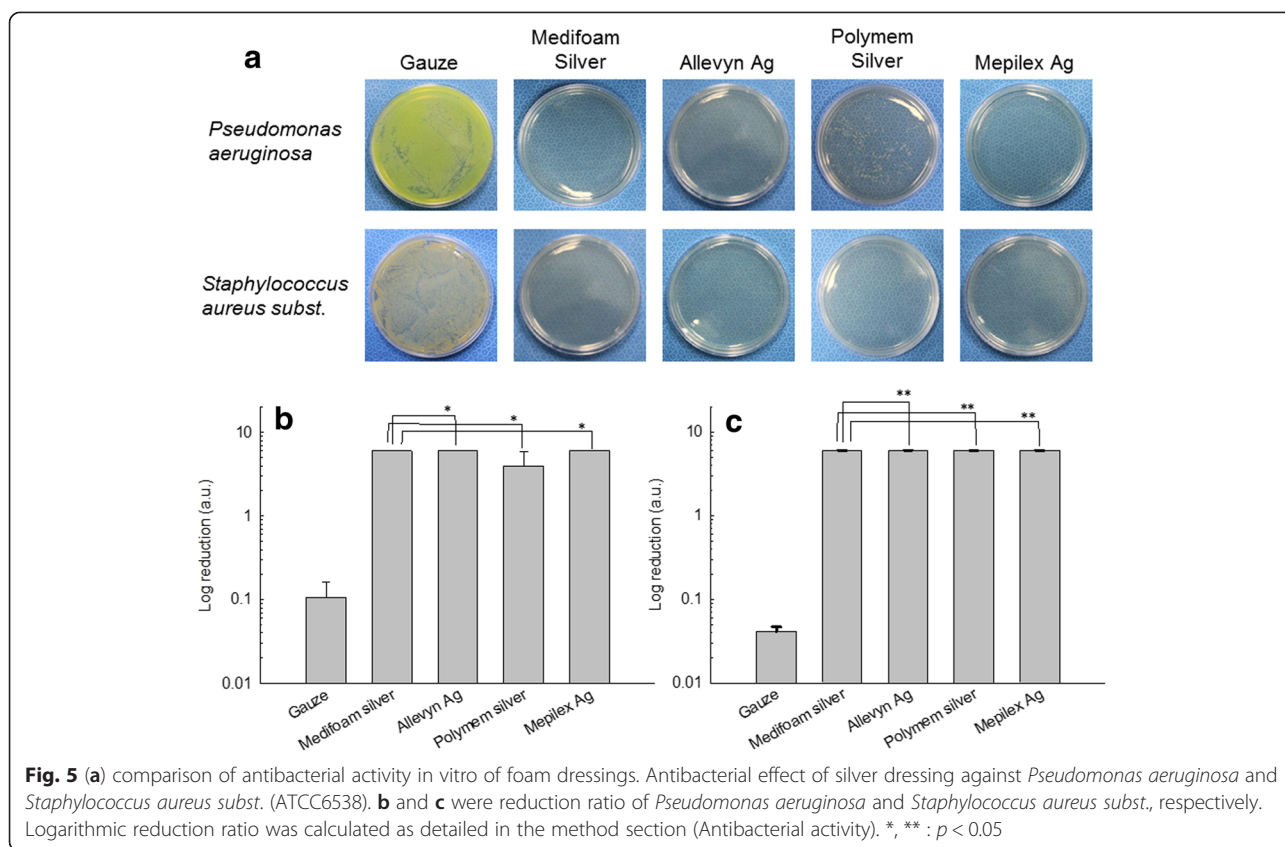 a
Gauze
Medifoam
Silver
Allevyn Ag
Polymem
Silver
Mepilex Ag
Pseudomonas
aeruginosa
Staphylococcus
aureus subst.
b
Log reduction (a.u.)
10
1
0.1
0.01
*
*
*
Gauze
Medifoam silver
Allevyn Ag
Polymem silver
Mepilex Ag
c
Log reduction (a.u.)
10
1
0.1
0.01
**
**
**
Gauze
Medifoam silver
Allevyn Ag
Polymem silver
Mepilex Ag
Fig. 5 (a) comparison of antibacterial activity in vitro of foam dressings. Antibacterial effect of silver dressing against Pseudomonas aeruginosa and
Staphylococcus aureus subst. (ATCC6538). b and c were reduction ratio of Pseudomonas aeruginosa and Staphylococcus aureus subst., respectively.
Logarithmic reduction ratio was calculated as detailed in the method section (Antibacterial activity). *, ** : p < 0.05